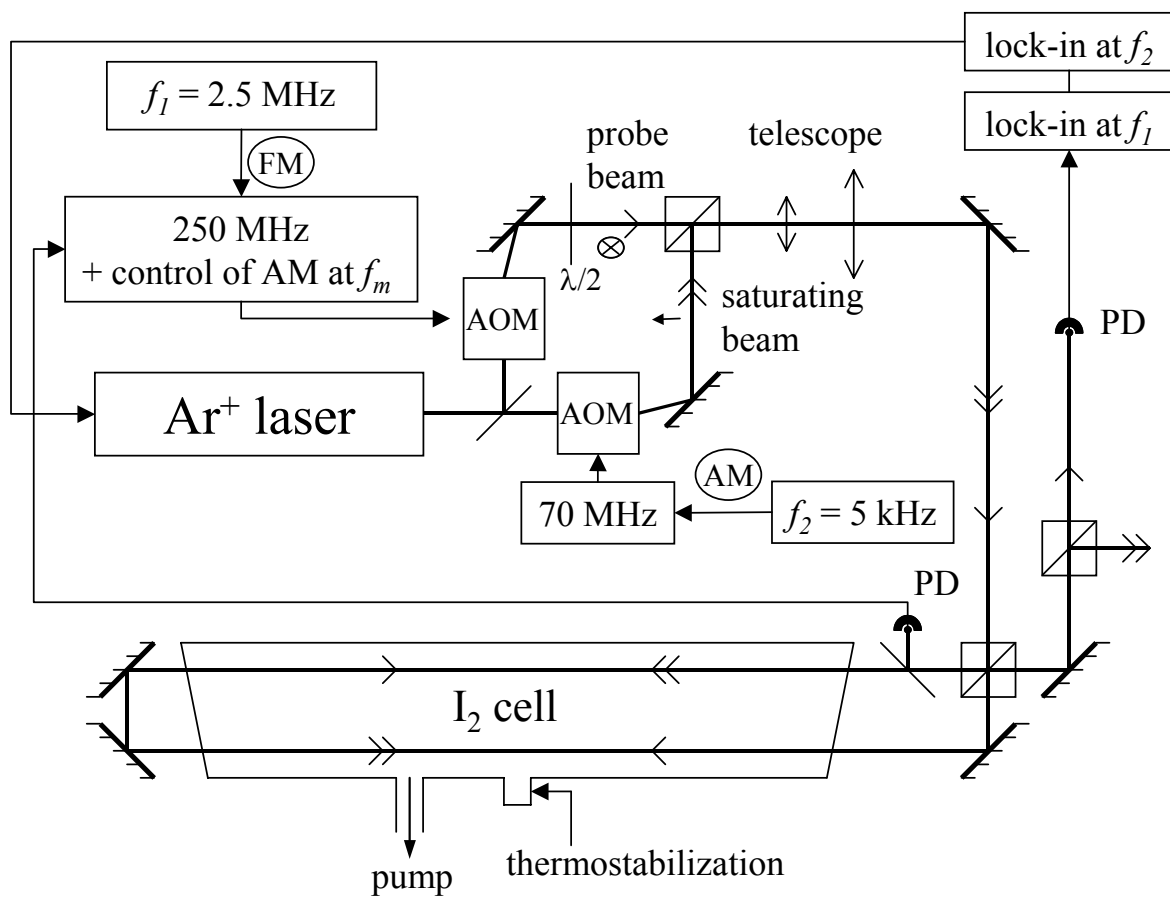 lock-in at f2
f1 = 2.5 MHz
lock-in at f1
probe
beam
telescope
FM
250 MHz
+ control of AM at fm
λ/2
AOM
saturating
beam
PD
Ar+ laser
AOM
AM
70 MHz
f2 = 5 kHz
PD
I2 cell
thermostabilization
pump